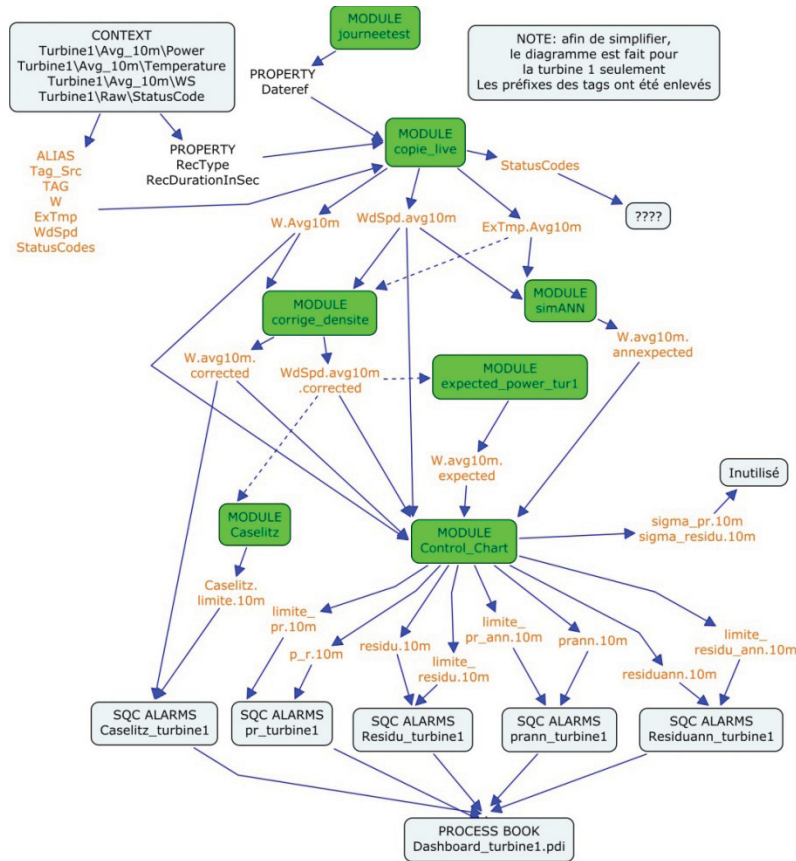 CONTEXT
Turbine1\Avg_10m\Power
Turbine1\Avg_10m\Temperature
Turbine1\Avg_10m\WS
Turbine1\Raw\StatusCode
MODULE
journeetest
NOTE: afin de simplifier,
le diagramme est fait pour
la turbine 1 seulement
Les préfixes des tags ont été enlevés
PROPERTY
Dateref
ALIAS
Tag_Src
TAG
W
ExTmp
WdSpd
StatusCodes
PROPERTY
RecType
RecDurationInSec
MODULE
copie_live
StatusCodes
????
W.Avg10m
WdSpd.avg10m
ExTmp.Avg10m
MODULE
corrige_densite
MODULE
simANN
W.avg10m.
corrected
WdSpd.avg10m
.corrected
MODULE
expected_power_tur1
W.avg10m.
annexpected
W.avg10m.
expected
Inutilisé
MODULE
Caselitz
MODULE
Control_Chart
sigma_pr.10m
sigma_residu.10m
Caselitz.
limite.10m
limite_
pr.10m
p_r.10m
residu.10m
limite_
residu.10m
limite_
pr_ann.10m
prann.10m
residuann.10m
limite_
residu_ann.10m
SQC ALARMS
Caselitz_turbine1
SQC ALARMS
pr_turbine1
SQC ALARMS
Residu_turbine1
SQC ALARMS
prann_turbine1
SQC ALARMS
Residuann_turbine1
PROCESS BOOK
Dashboard_turbine1.pdi